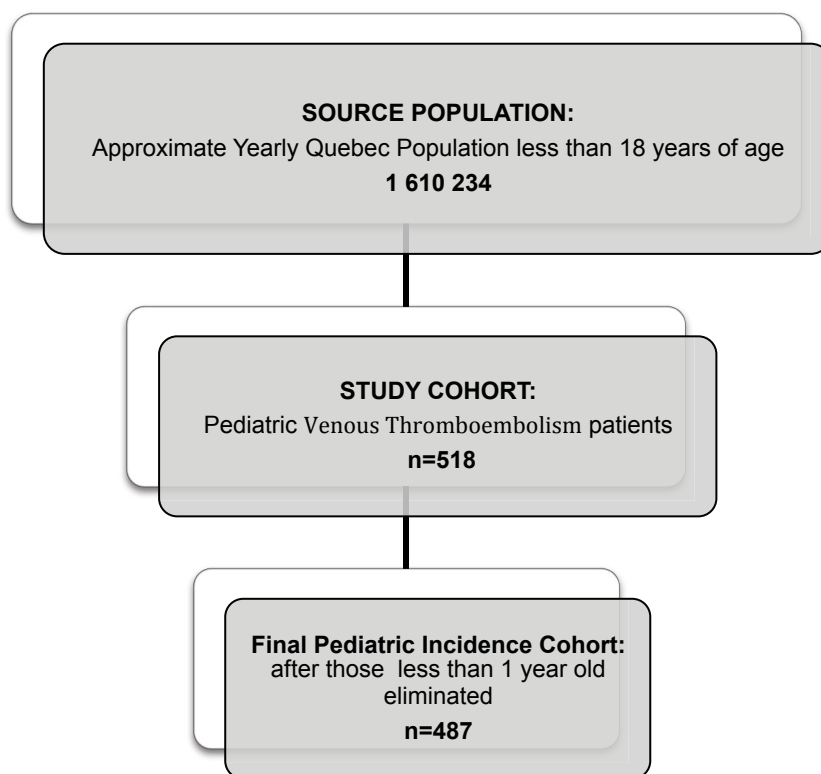 SOURCE POPULATION:
Approximate Yearly Quebec Population less than 18 years of age
1 610 234
STUDY COHORT:
Pediatric Venous Thromboembolism patients
n=518
Final Pediatric Incidence Cohort:
after those less than 1 year old
eliminated
n=487